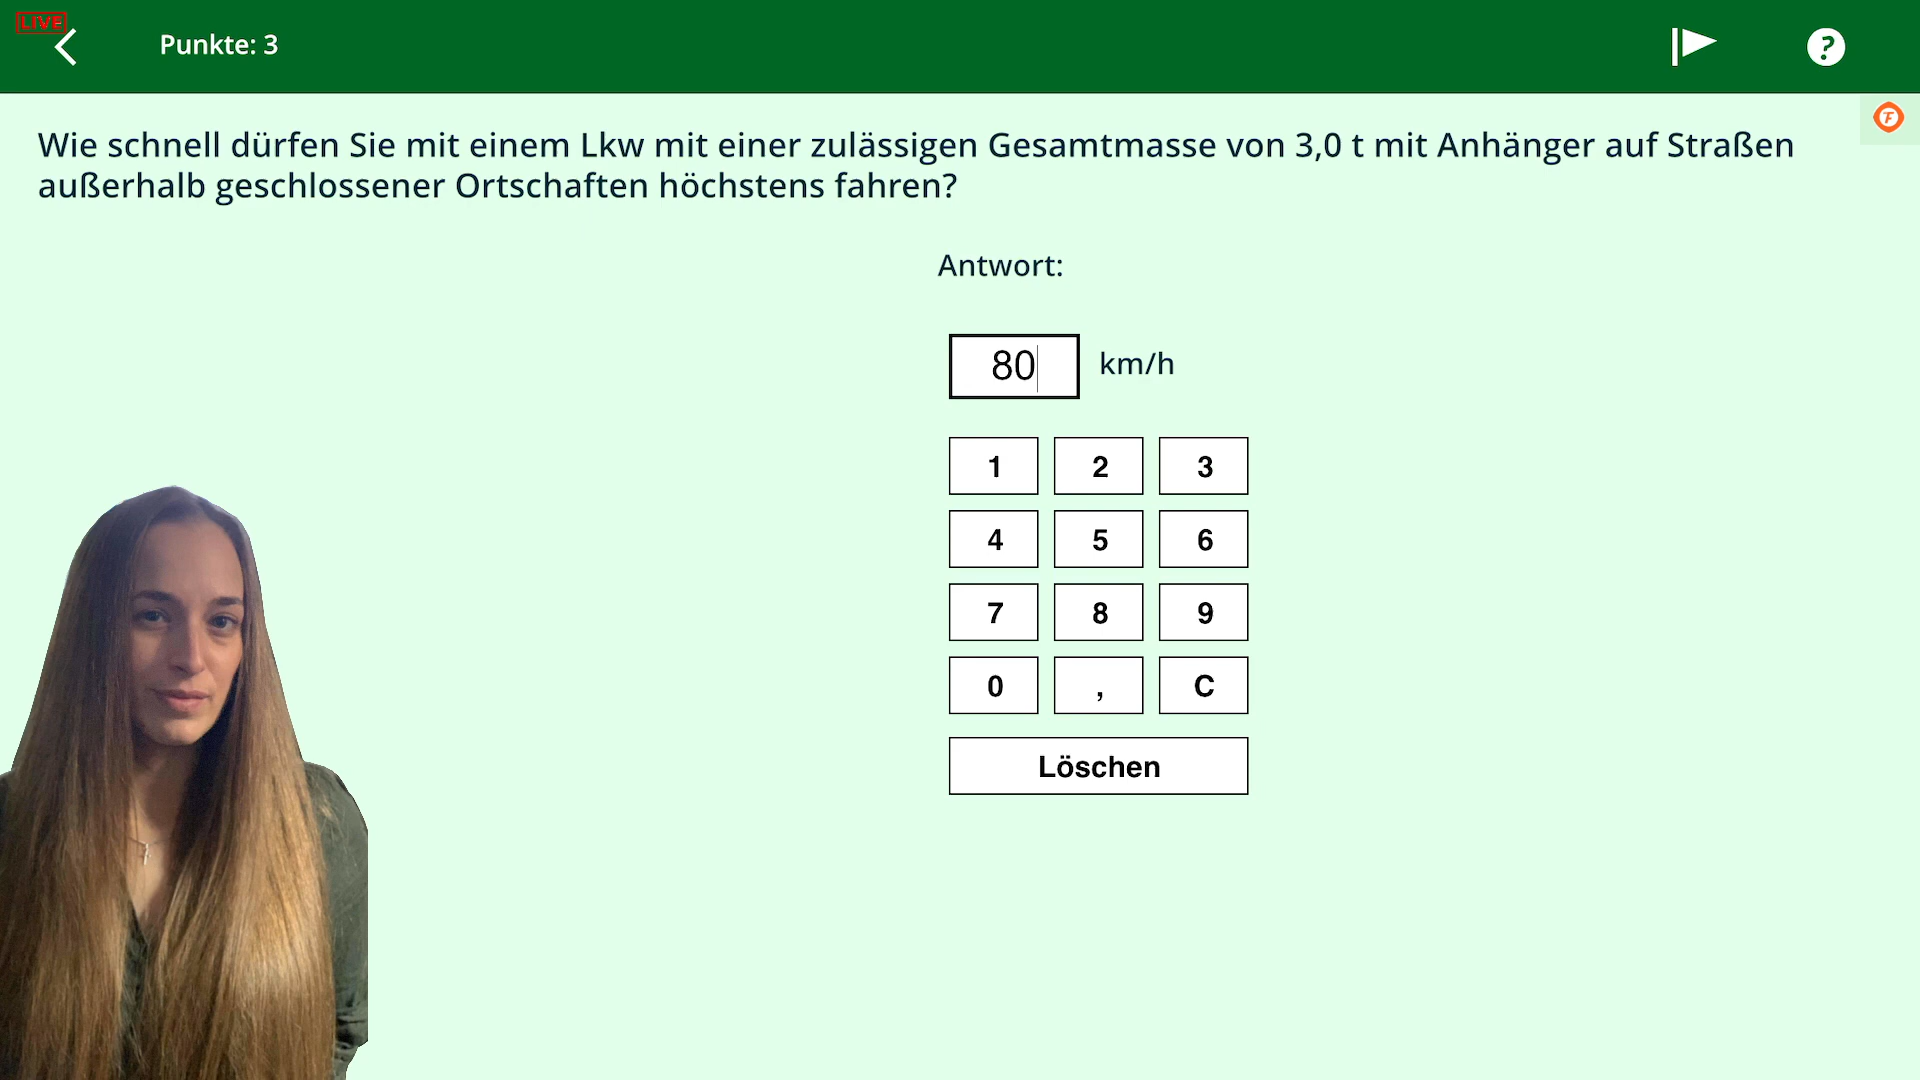 LIVE
Punkte: 3
?
F
Wie schnell dürfen Sie mit einem Lkw mit einer zulässigen Gesamtmasse von 3,0 t mit Anhänger auf Straßen
außerhalb geschlossener Ortschaften höchstens fahren?
Antwort:
80 km/h
1 2 3
4 5 6
7 8 9
0 , C
Löschen